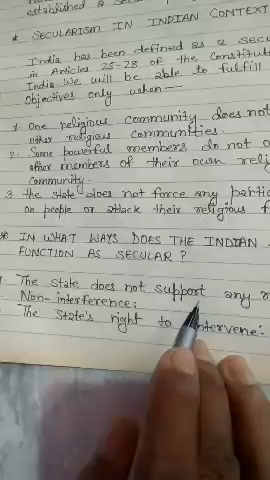 established a
* SECULARISM IN INDIAN CONTEXT
India has been defined as a secu
in Articles 25-28 of the Constitut
India. We will be able to fulfill
objectives only when—
1. One religious community does not
other religious communities.
2. Some powerful members do not o
other members of their own reli
community.
3. the state does not force any partic
on people or attack their religious f
IN WHAT WAYS DOES THE INDIAN
FUNCTION AS SECULAR ?
The State does not support any r
Non-interference:
The State's right to intervene: